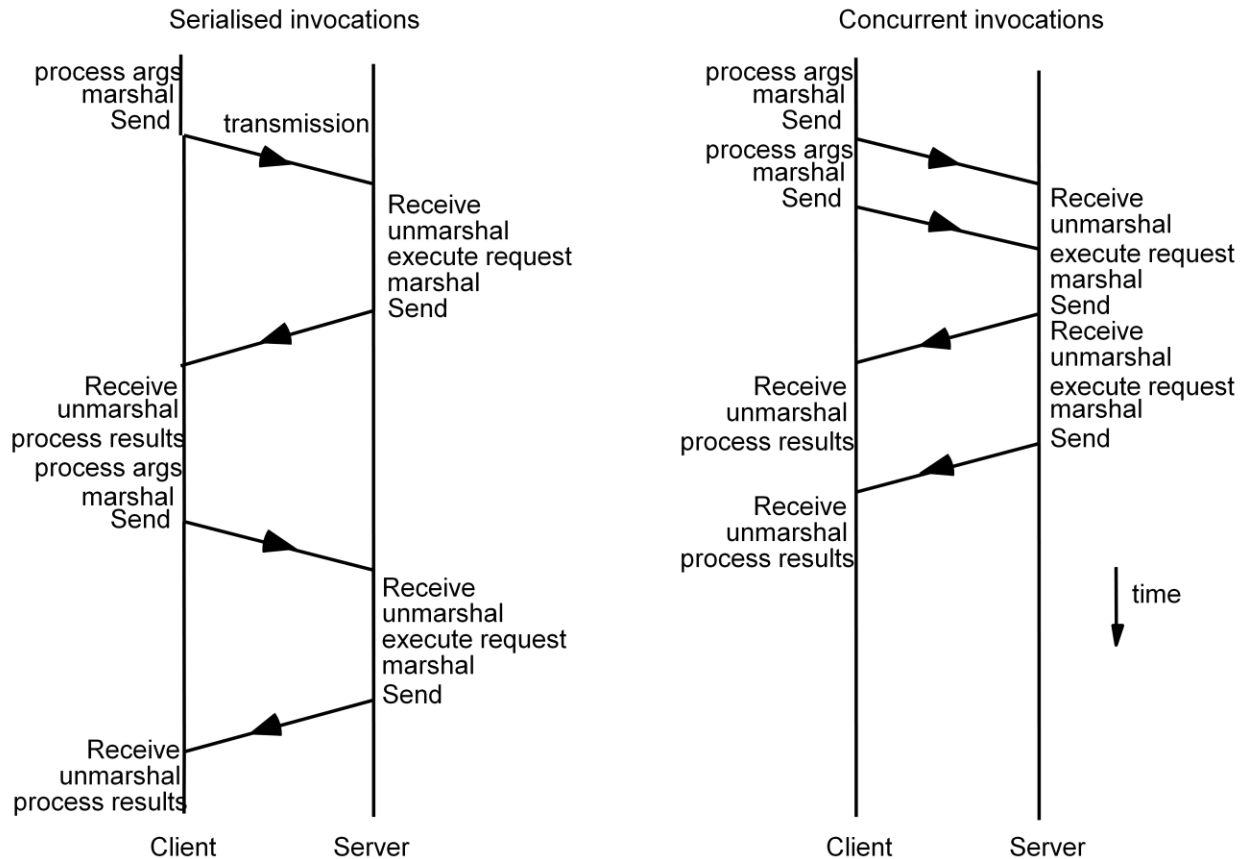 Serialised invocations
process args
marshal
Send
transmission
Receive
unmarshal
execute request
marshal
Send
Receive
unmarshal
process results
process args
marshal
Send
Receive
unmarshal
execute request
marshal
Send
Receive
unmarshal
process results
Client
Server
Concurrent invocations
process args
marshal
Send
process args
marshal
Send
Receive
unmarshal
execute request
marshal
Send
Receive
unmarshal
execute request
marshal
Send
Receive
unmarshal
process results
Receive
unmarshal
process results
time
Client
Server